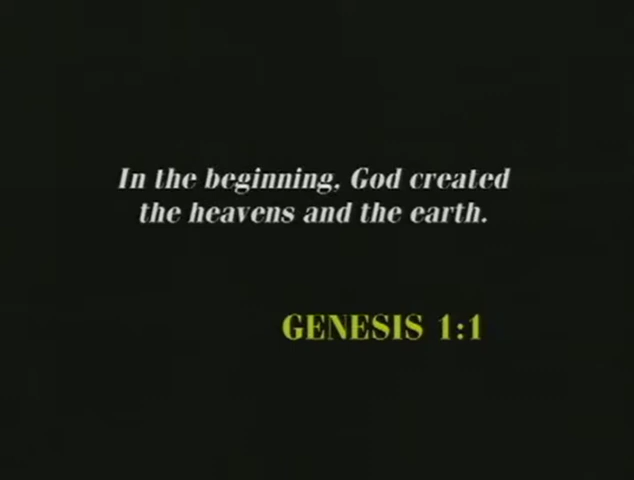 In the beginning, God created
the heavens and the earth.
GENESIS 1:1